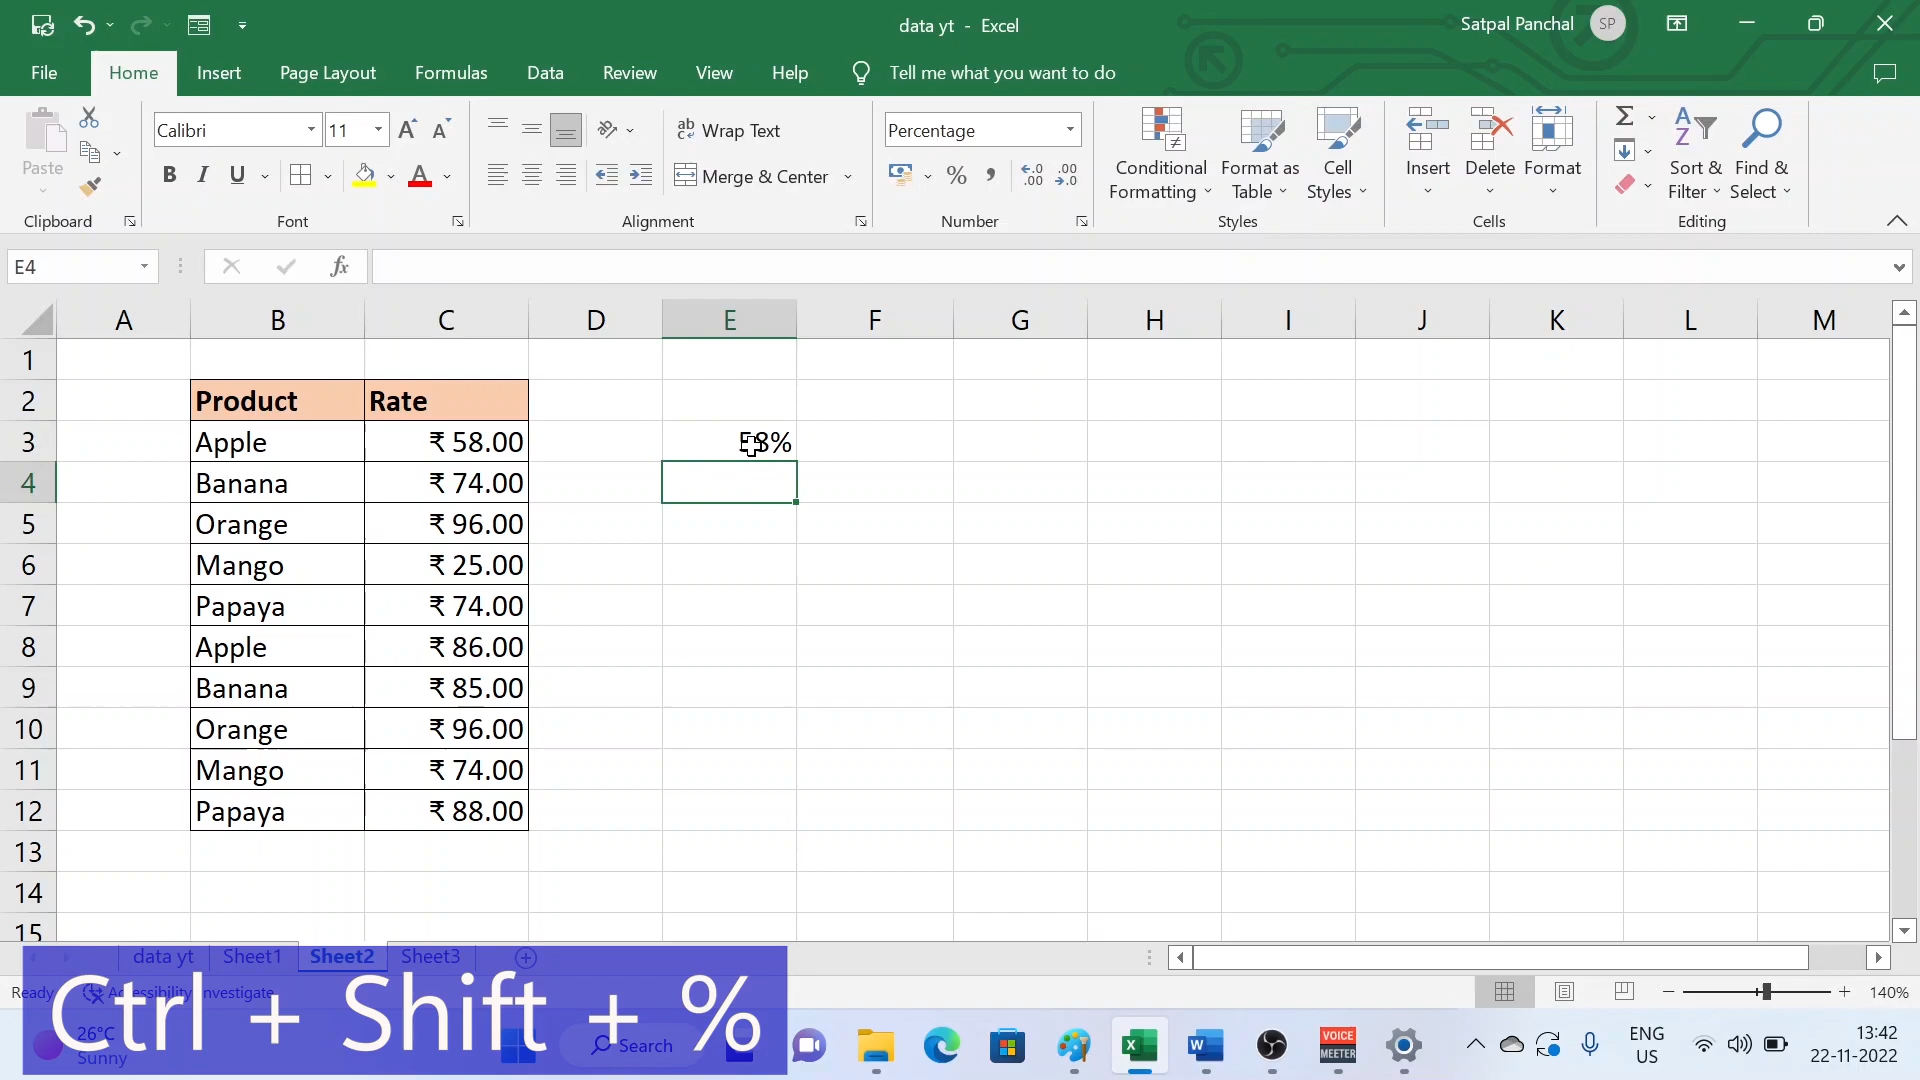 data yt - Excel
Satpal Panchal SP
File Home Insert Page Layout Formulas Data Review View Help Tell me what you want to do
Calibri 11 Wrap Text Percentage
Paste Merge & Center Conditional Formatting Format as Table Cell Styles Insert Delete Format Sort & Filter Find & Select
Clipboard Font Alignment Number Styles Cells Editing
E4 fx
A B C D E F G H I J K L M
1
2 Product Rate
3 Apple ₹ 58.00
4 Banana ₹ 74.00
5 Orange ₹ 96.00
6 Mango ₹ 25.00
7 Papaya ₹ 74.00
8 Apple ₹ 86.00
9 Banana ₹ 85.00
10 Orange ₹ 96.00
11 Mango ₹ 74.00
12 Papaya ₹ 88.00
13
14
15
data yt Sheet1 Sheet2 Sheet3
Ready Accessibility: Investigate 140%
Ctrl + Shift + %
26°C
Sunny
Search
VOICE
MEETER
ENG
US
13:42
22-11-2022